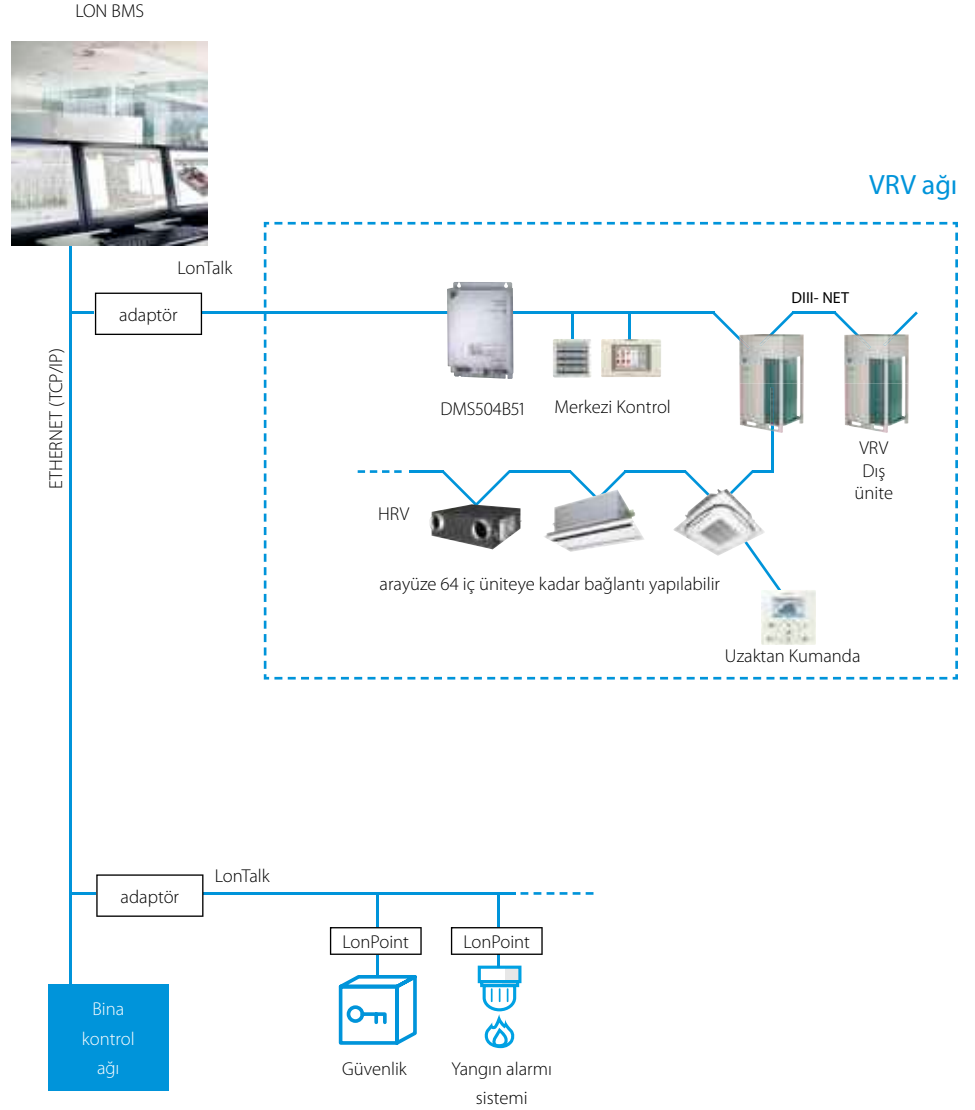 LON BMS
VRV ağı
LonTalk
adaptör
DIII- NET
ETHERNET (TCP/IP)
DMS504B51
Merkezi Kontrol
VRV
Dış
ünite
HRV
arayüze 64 iç üniteye kadar bağlantı yapılabilir
Uzaktan Kumanda
LonTalk
adaptör
LonPoint
LonPoint
Bina
kontrol
ağı
Güvenlik
Yangın alarmı
sistemi